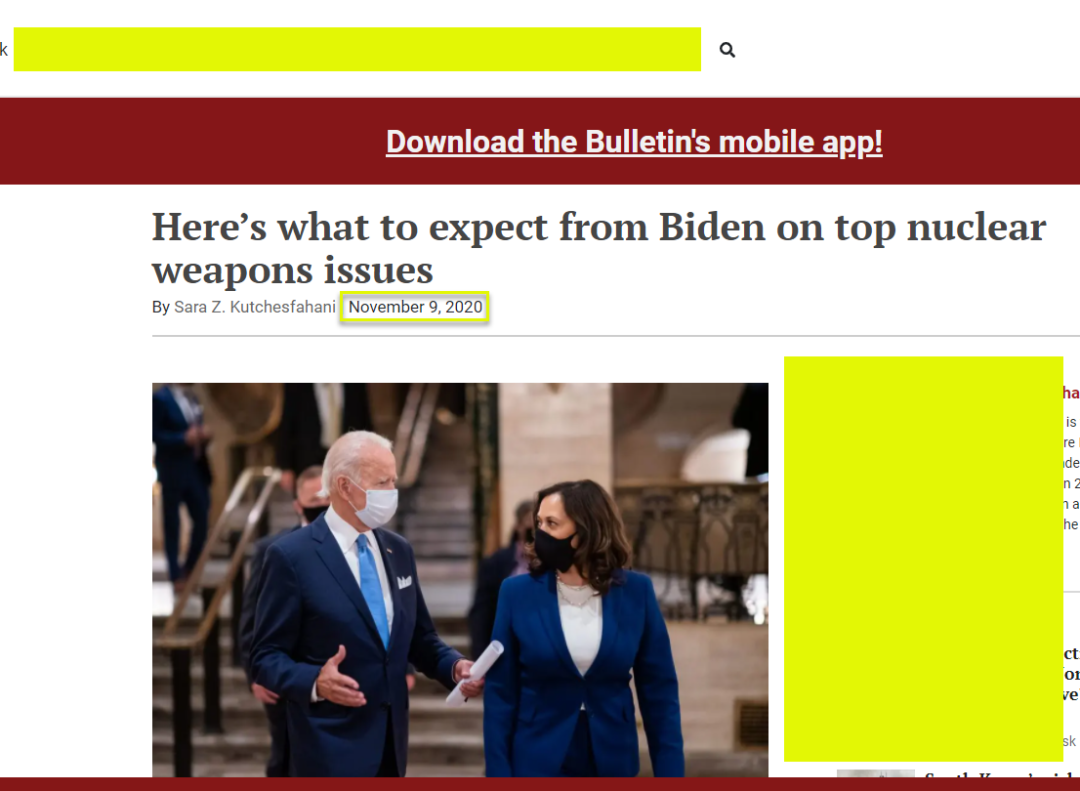 k
Download the Bulletin's mobile app!
Here’s what to expect from Biden on top nuclear
weapons issues
By Sara Z. Kutchesfahani November 9, 2020
ha
is
re
de
n 2
n a
he
ct
or
ve
sk